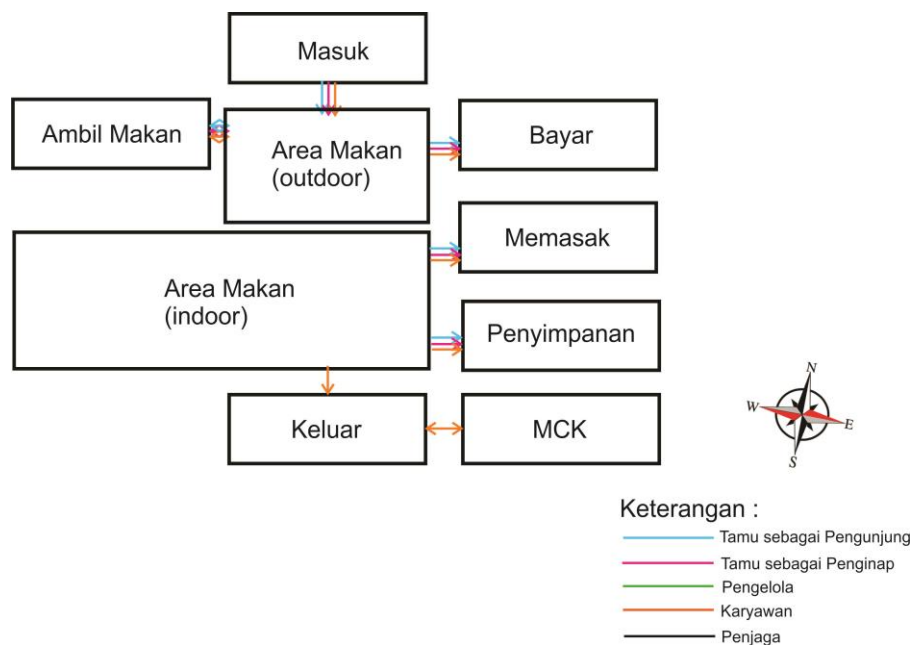 Masuk
Ambil Makan
Area Makan
(outdoor)
Bayar
Memasak
Area Makan
(indoor)
Penyimpanan
Keluar
MCK
N
W
E
S
Keterangan :
Tamu sebagai Pengunjung
Tamu sebagai Penginap
Pengelola
Karyawan
Penjaga